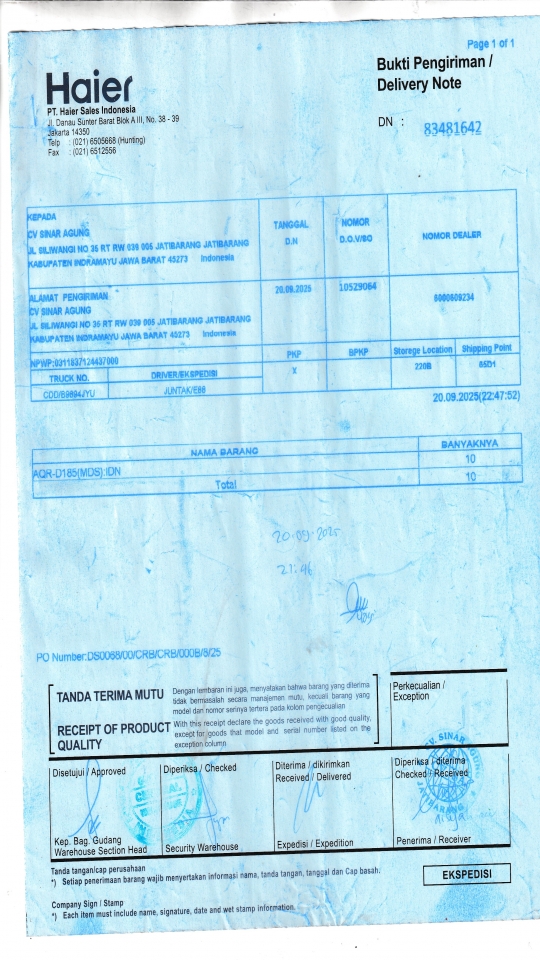 Page 1 of 1
Haier
PT. Haier Sales Indonesia
Jl. Danau Sunter Barat Blok A III, No. 38 - 39
Jakarta 14350
Telp : (021) 6505668 (Hunting)
Fax : (021) 6512556
Bukti Pengiriman /
Delivery Note
DN : 83481642
KEPADA
CV SINAR AGUNG
JL SILIWANGI NO 36 RT RW 039 005 JATIBARANG JATIBARANG
KABUPATEN INDRAMAYU JAWA BARAT 45273 Indonesia
TANGGAL D.N
NOMOR D.O.V/SO
NOMOR DEALER
ALAMAT PENGIRIMAN
CV SINAR AGUNG
JL SILIWANGI NO 36 RT RW 039 005 JATIBARANG JATIBARANG
KABUPATEN INDRAMAYU JAWA BARAT 45273 Indonesia
20.09.2025
10529064
NPWP:0311837124437000
PKP
BPKP
Storege Location
Shipping Point
TRUCK NO.
DRIVER/EKSPEDISI
X
220B
85D1
CDD/B9894JYU
JUNTAK/E88
20.09.2025(22:47:52)
NAMA BARANG BANYAKNYA
AQR-D185(MDS):IDN 10
Total 10
20.09.2025
21:46
PO Number:DS0068/00/CRB/CRB/000B/8/25
TANDA TERIMA MUTU
Dengan lembaran ini juga, menyatakan bahwa barang yang diterima
tidak bermasalah secara manajemen mutu, kecuali barang yang
model dan nomor serinya tertera pada kolom pengecualian
RECEIPT OF PRODUCT
QUALITY
With this receipt declare the goods received with good quality,
except for goods that model and serial number listed on the
exception column
Perkecualian /
Exception
Disetujui / Approved
Kep. Bag. Gudang
Warehouse Section Head
Diperiksa / Checked
Security Warehouse
Diterima / dikirimkan
Received / Delivered
Expedisi / Expedition
Diperiksa / diterima
Checked / Received
CV. SINAR AGUNG
JATIBARANG
Penerima / Receiver
Tanda tangan/cap perusahaan
*) Setiap penerimaan barang wajib menyertakan informasi nama, tanda tangan, tanggal dan Cap basah.
EKSPEDISI
Company Sign / Stamp
*) Each item must include name, signature, date and wet stamp information.